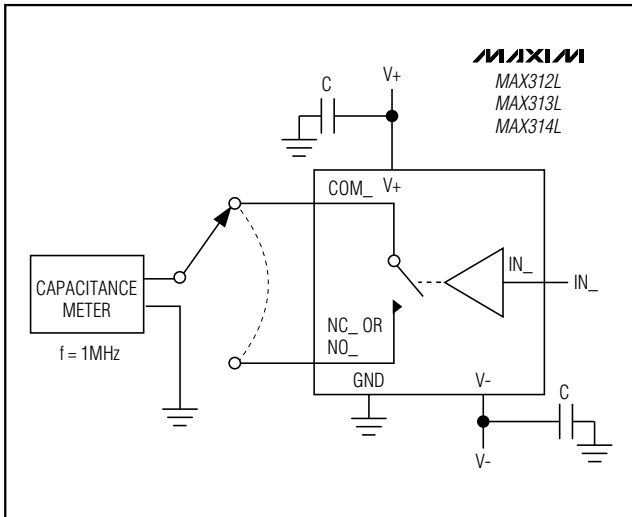 MAXIM
MAX312L
MAX313L
MAX314L
C
V+
COM_
V+
IN_
IN_
CAPACITANCE
METER
f = 1MHz
NC_ OR
NO_
GND
V-
C
V-